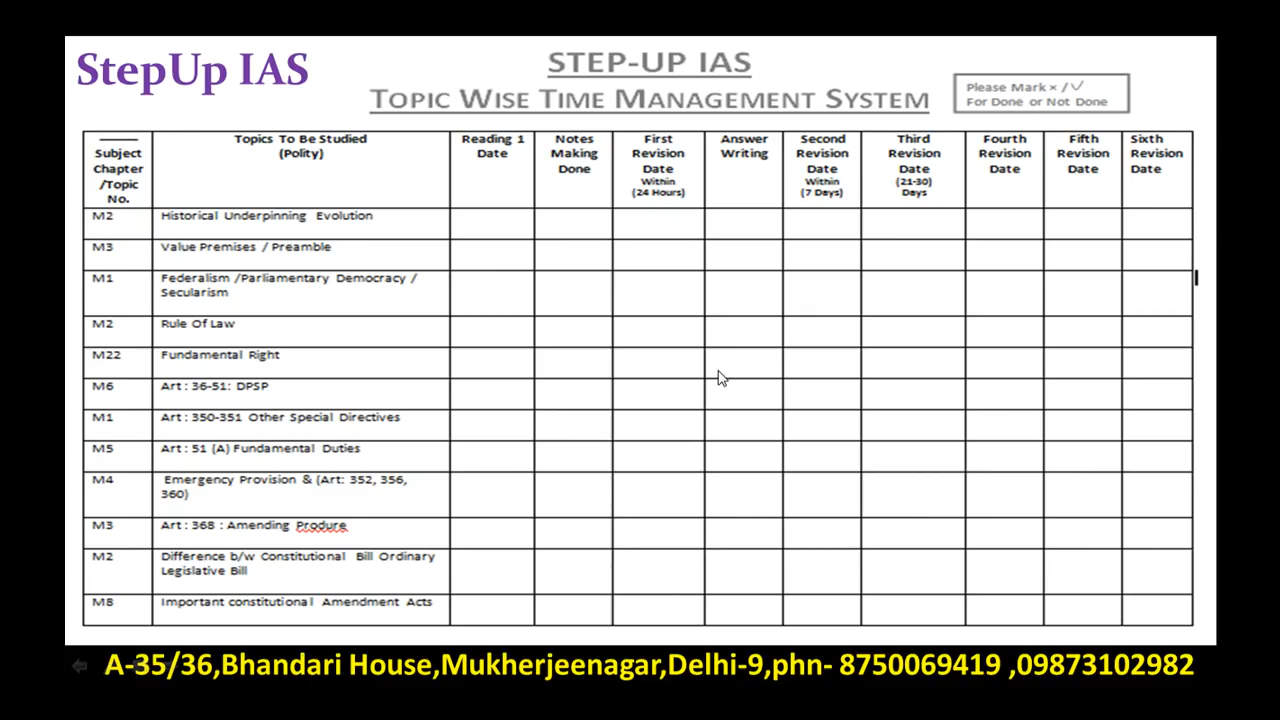 StepUp IAS
STEP-UP IAS
TOPIC WISE TIME MANAGEMENT SYSTEM
Please Mark × / √
For Done or Not Done
Subject
Chapter
/Topic
No.
Topics To Be Studied
(Polity)
Reading 1
Date
Notes
Making
Done
First
Revision
Date
Within
(24 Hours)
Answer
Writing
Second
Revision
Date
Within
(7 Days)
Third
Revision
Date
(21-30)
Days
Fourth
Revision
Date
Fifth
Revision
Date
Sixth
Revision
Date
M2 Historical Underpinning Evolution
M3 Value Premises / Preamble
M1 Federalism /Parliamentary Democracy /
Secularism
M2 Rule Of Law
M22 Fundamental Right
M6 Art : 36-51: DPSP
M1 Art : 350-351 Other Special Directives
M5 Art : 51 (A) Fundamental Duties
M4 Emergency Provision & (Art: 352, 356,
360)
M3 Art : 368 : Amending Produre
M2 Difference b/w Constitutional Bill Ordinary
Legislative Bill
M8 Important constitutional Amendment Acts
A-35/36,Bhandari House,Mukherjeenagar,Delhi-9,phn- 8750069419 ,09873102982